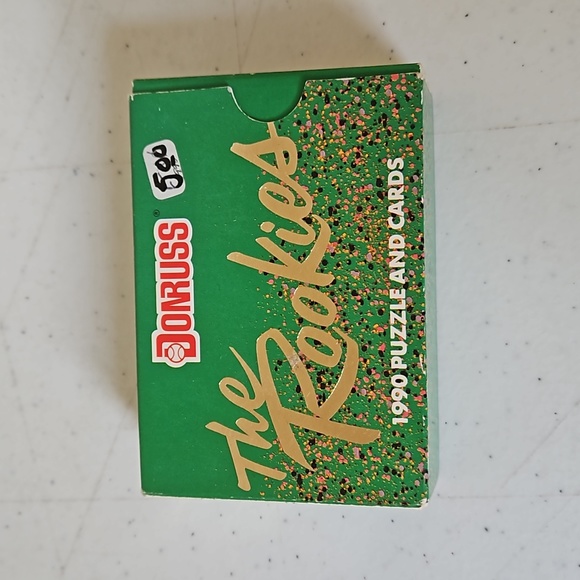 5.00
DONRUSS®
The
Rookies
1990 PUZZLE AND CARDS